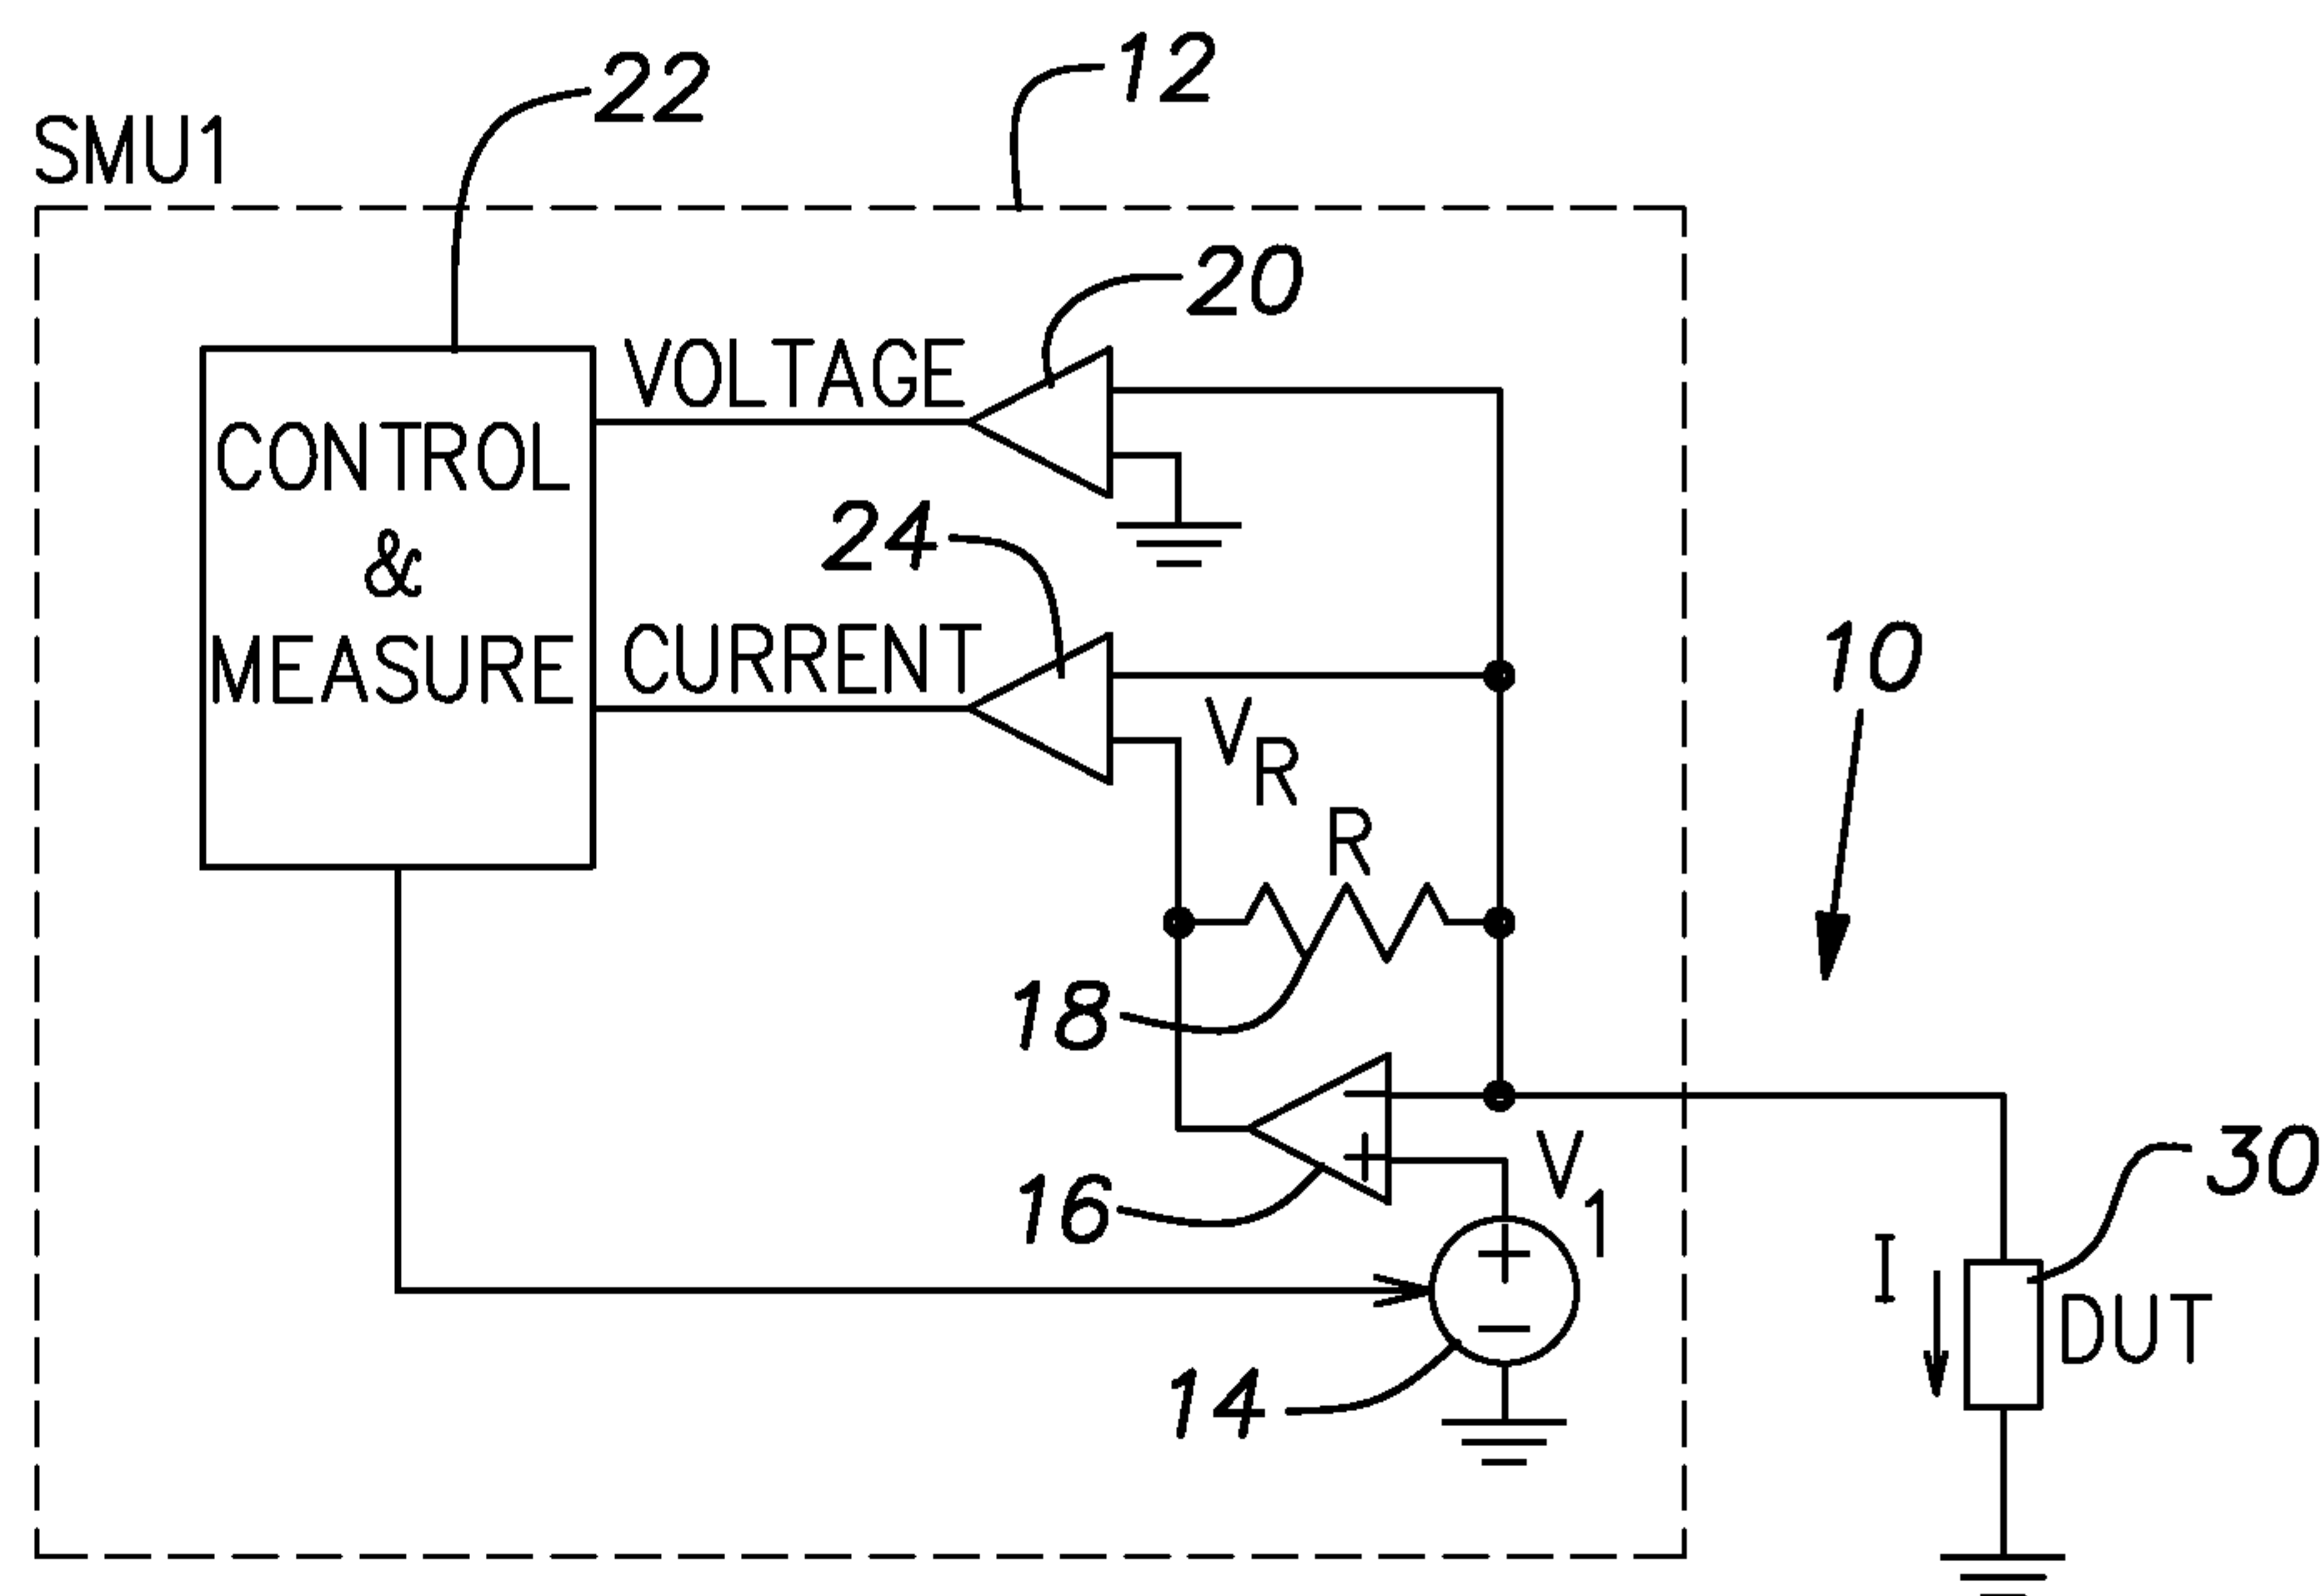 12
22
SMU1
20
VOLTAGE
CONTROL
&
MEASURE
24
CURRENT
10
VR
R
18
V1
30
16
I
DUT
14